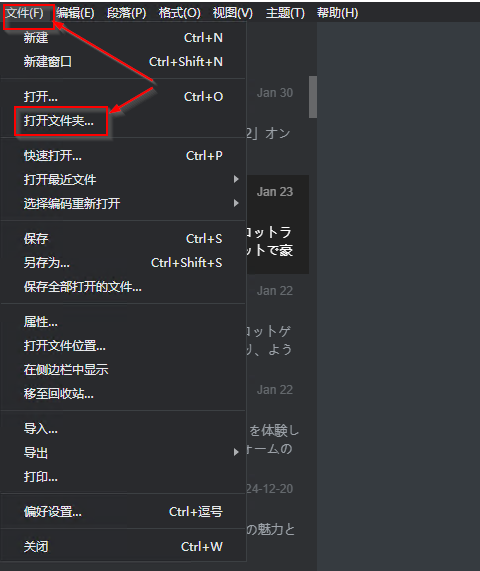 文件(F) 编辑(E) 段落(P) 格式(O) 视图(V) 主题(T) 帮助(H)
新建 Ctrl+N
新建窗口 Ctrl+Shift+N
打开... Ctrl+O
打开文件夹...
快速打开... Ctrl+P
打开最近文件
选择编码重新打开
保存 Ctrl+S
另存为... Ctrl+Shift+S
保存全部打开的文件...
属性...
打开文件位置...
在侧边栏中显示
移至回收站...
导入...
导出
打印...
偏好设置... Ctrl+逗号
关闭 Ctrl+W
Jan 30
2」オン
Jan 23
ロットラ
ットで豪
Jan 22
ロットゲ
り、よう
Jan 22
を体験し
ォームの
24-12-20
の魅力と